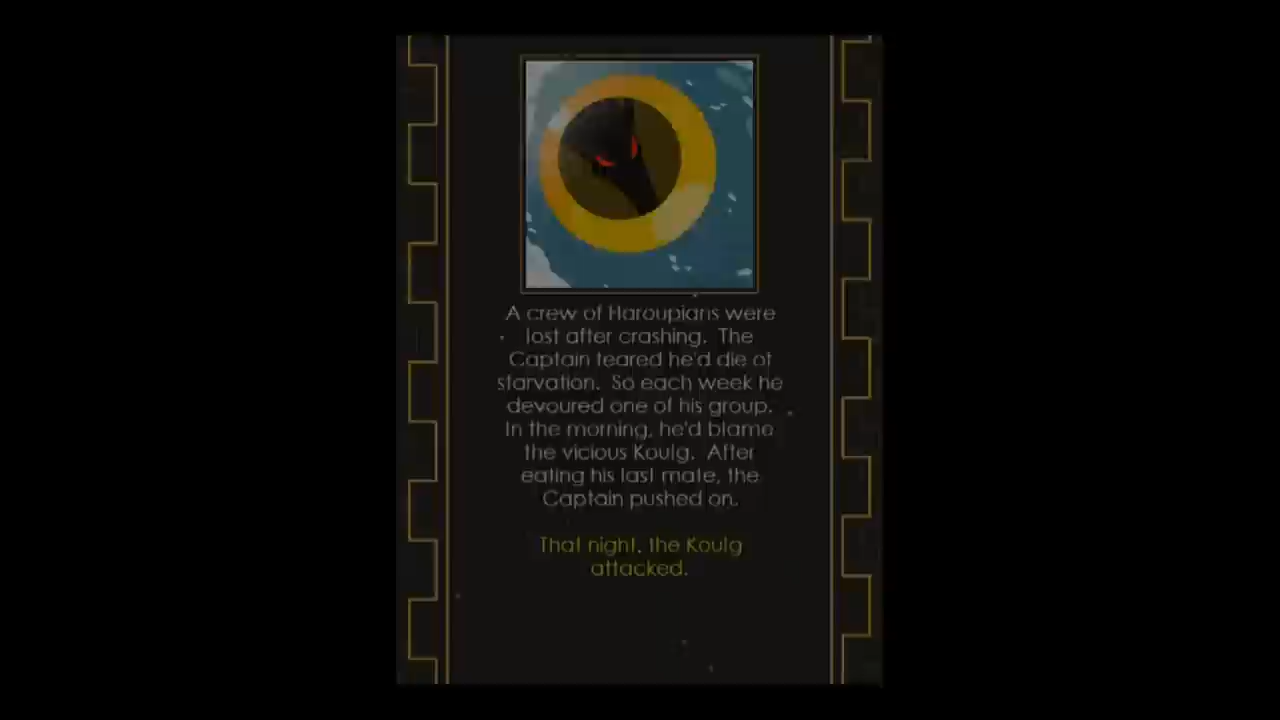 A crew of Haroupians were
lost after crashing. The
Captain feared he'd die of
starvation. So each week he
devoured one of his group.
In the morning, he'd blame
the vicious Koulg. After
eating his last mate, the
Captain pushed on.
That night, the Koulg
attacked.